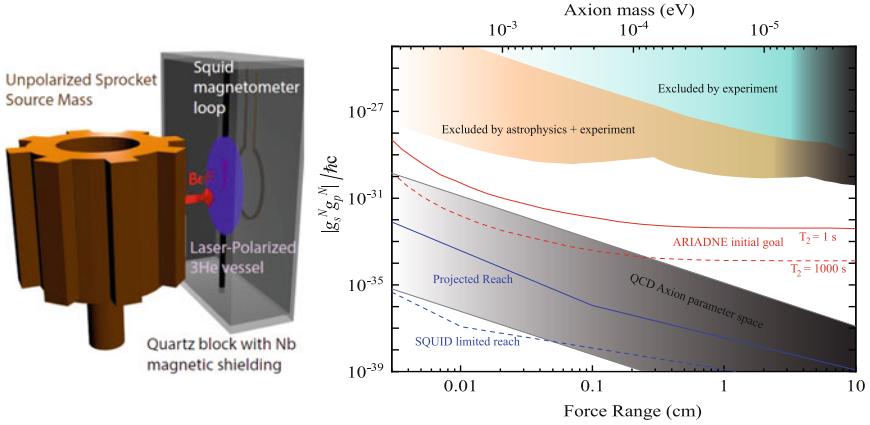 Unpolarized Sprocket
Source Mass
Squid
magnetometer
loop
Laser-Polarized
3He vessel
Quartz block with Nb
magnetic shielding
Axion mass (eV)
10⁻³
10⁻⁴
10⁻⁵
|gₛᴺgₚᴺ|/ħc
10⁻²⁷
10⁻³¹
10⁻³⁵
10⁻³⁹
Excluded by experiment
Excluded by astrophysics + experiment
ARIADNE initial goal
T₂ = 1 s
T₂ = 1000 s
Projected Reach
QCD Axion parameter space
SQUID limited reach
0.01
0.1
1
10
Force Range (cm)